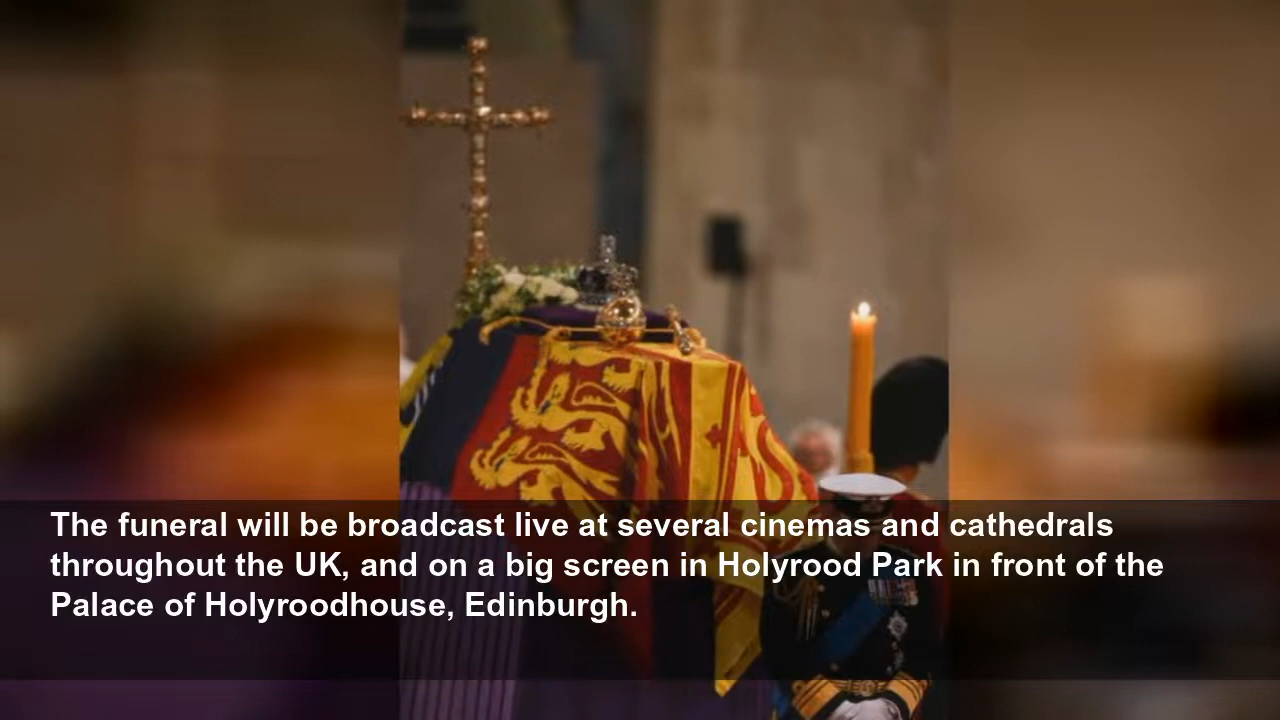 The funeral will be broadcast live at several cinemas and cathedrals
throughout the UK, and on a big screen in Holyrood Park in front of the
Palace of Holyroodhouse, Edinburgh.